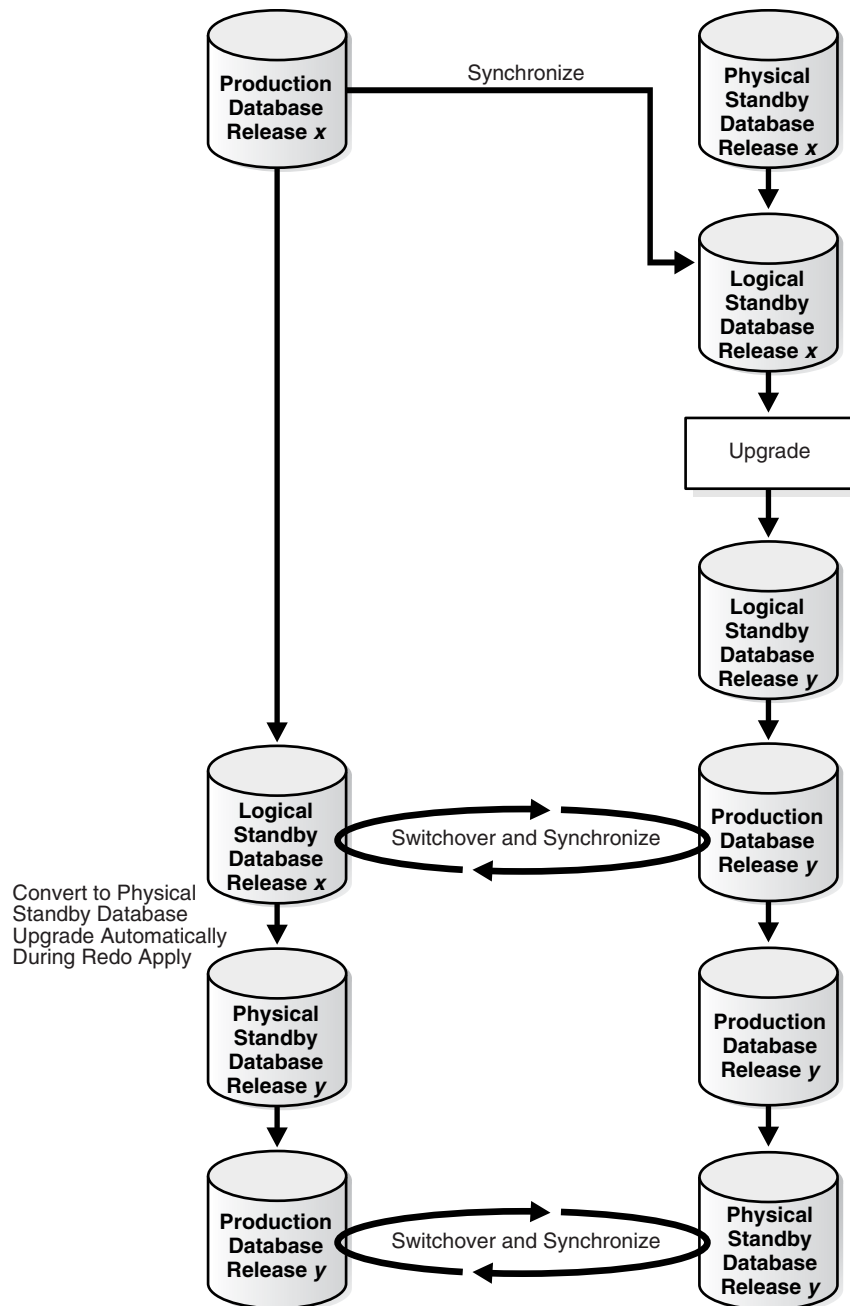 Production
Database
Release x
Synchronize
Physical
Standby
Database
Release x
Logical
Standby
Database
Release x
Upgrade
Logical
Standby
Database
Release y
Logical
Standby
Database
Release x
Switchover and Synchronize
Production
Database
Release y
Convert to Physical
Standby Database
Upgrade Automatically
During Redo Apply
Physical
Standby
Database
Release y
Production
Database
Release y
Production
Database
Release y
Switchover and Synchronize
Physical
Standby
Database
Release y